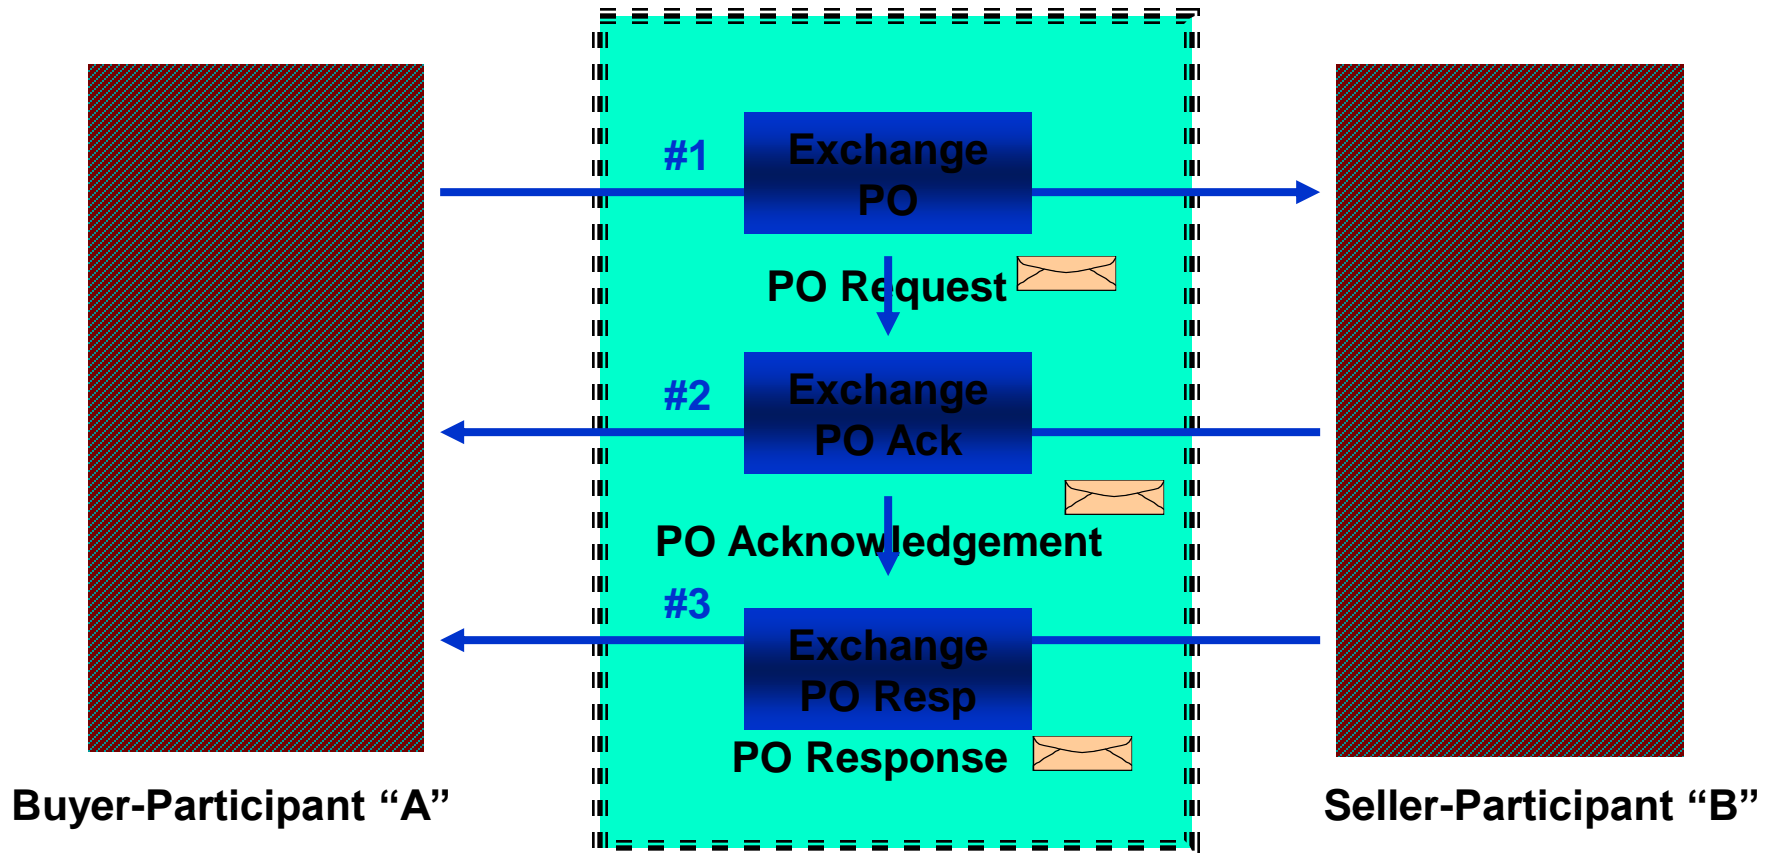 #1
Exchange
PO
PO Request
#2
Exchange
PO Ack
PO Acknowledgement
#3
Exchange
PO Resp
PO Response
Buyer-Participant “A”
Seller-Participant “B”